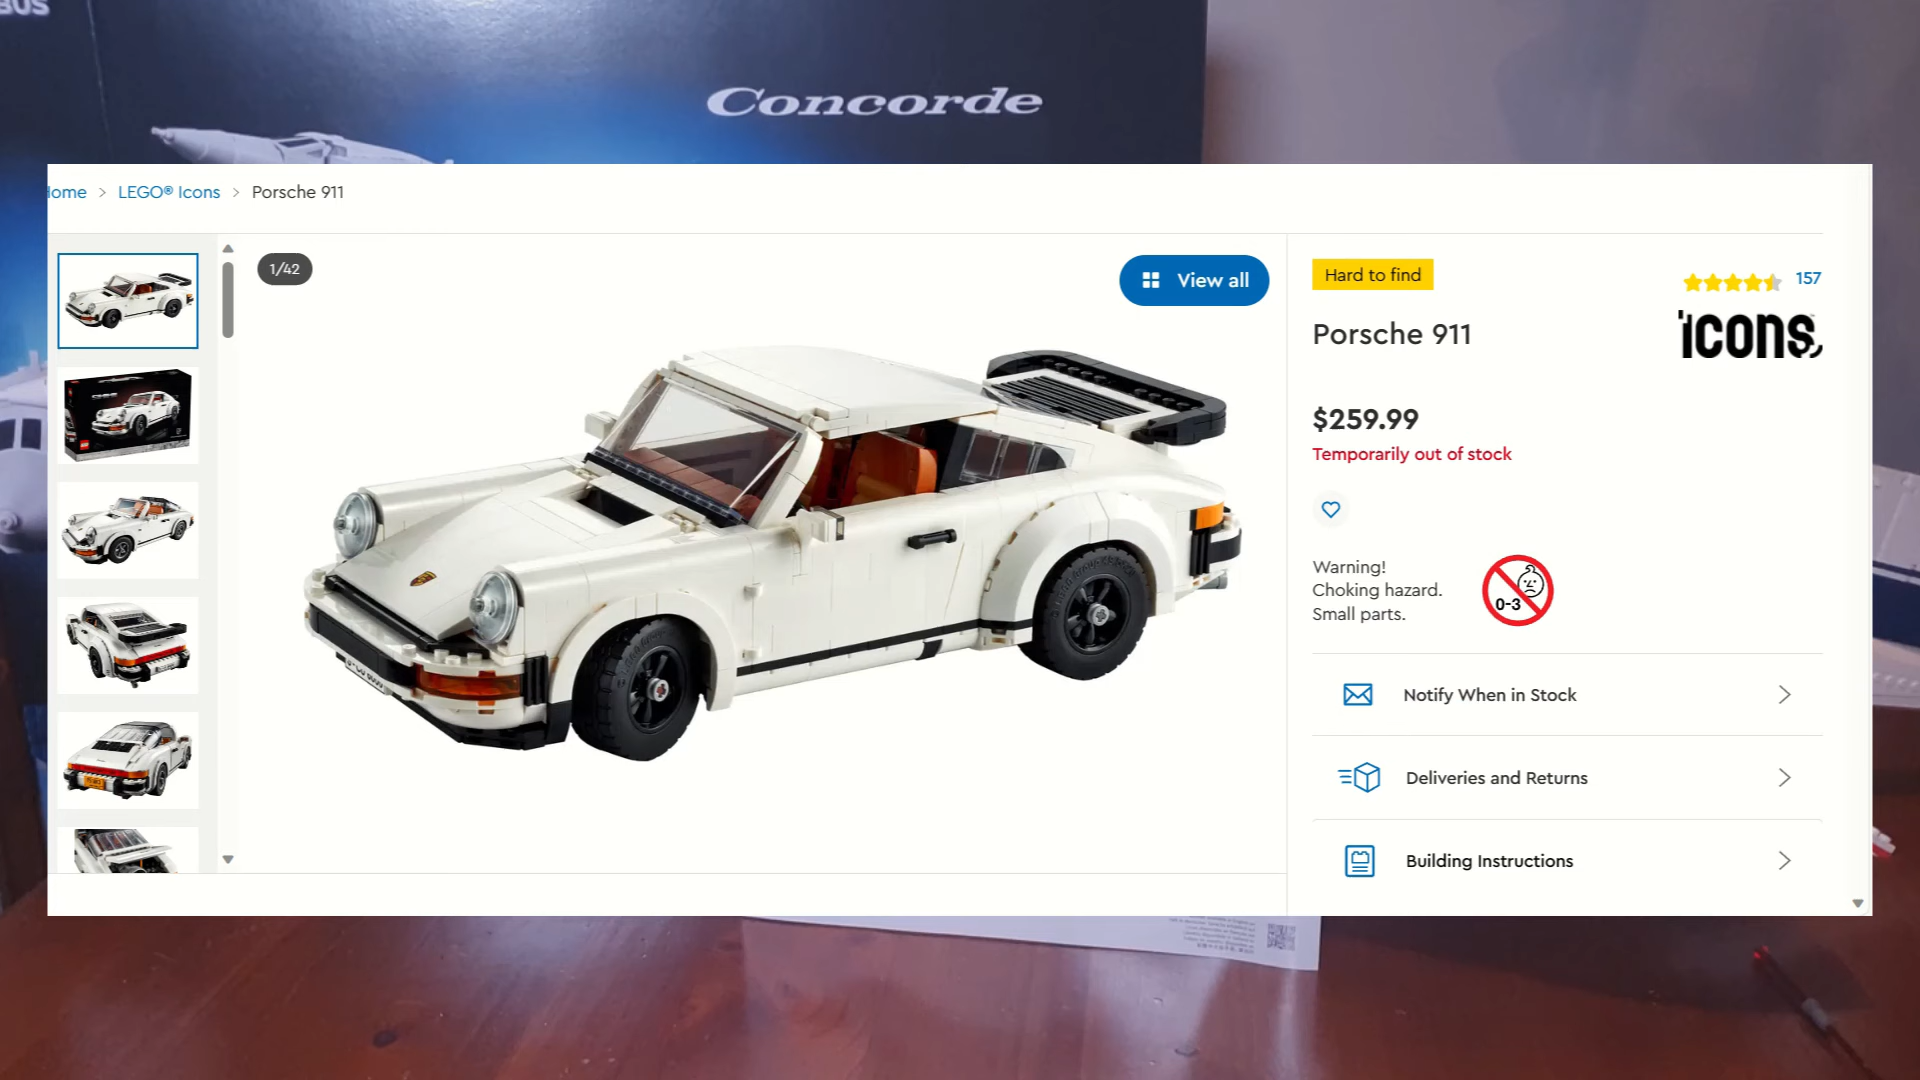 BUS
Concorde
Home > LEGO® Icons > Porsche 911
1/42
View all
Hard to find
157
Porsche 911
icons
$259.99
Temporarily out of stock
Warning!
Choking hazard.
Small parts.
0-3
Notify When in Stock
Deliveries and Returns
Building Instructions